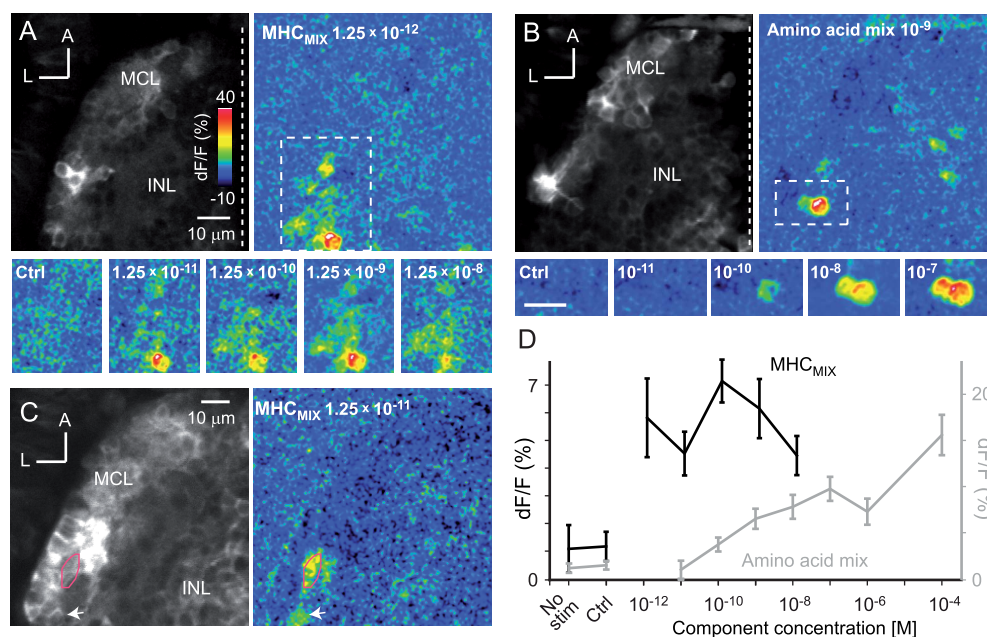 A
A
L
MCL
INL
40
dF/F (%)
-10
10 μm
MHCMIX 1.25 × 10-12
B
A
L
MCL
INL
Amino acid mix 10-9
Ctrl
1.25 × 10-11
1.25 × 10-10
1.25 × 10-9
1.25 × 10-8
Ctrl
10-11
10-10
10-8
10-7
C
A
L
MCL
INL
10 μm
MHCMIX 1.25 × 10-11
D
MHCMIX
Amino acid mix
7
0
dF/F (%)
20
0
dF/F (%)
No stim
Ctrl
10-12
10-10
10-8
10-6
10-4
Component concentration [M]